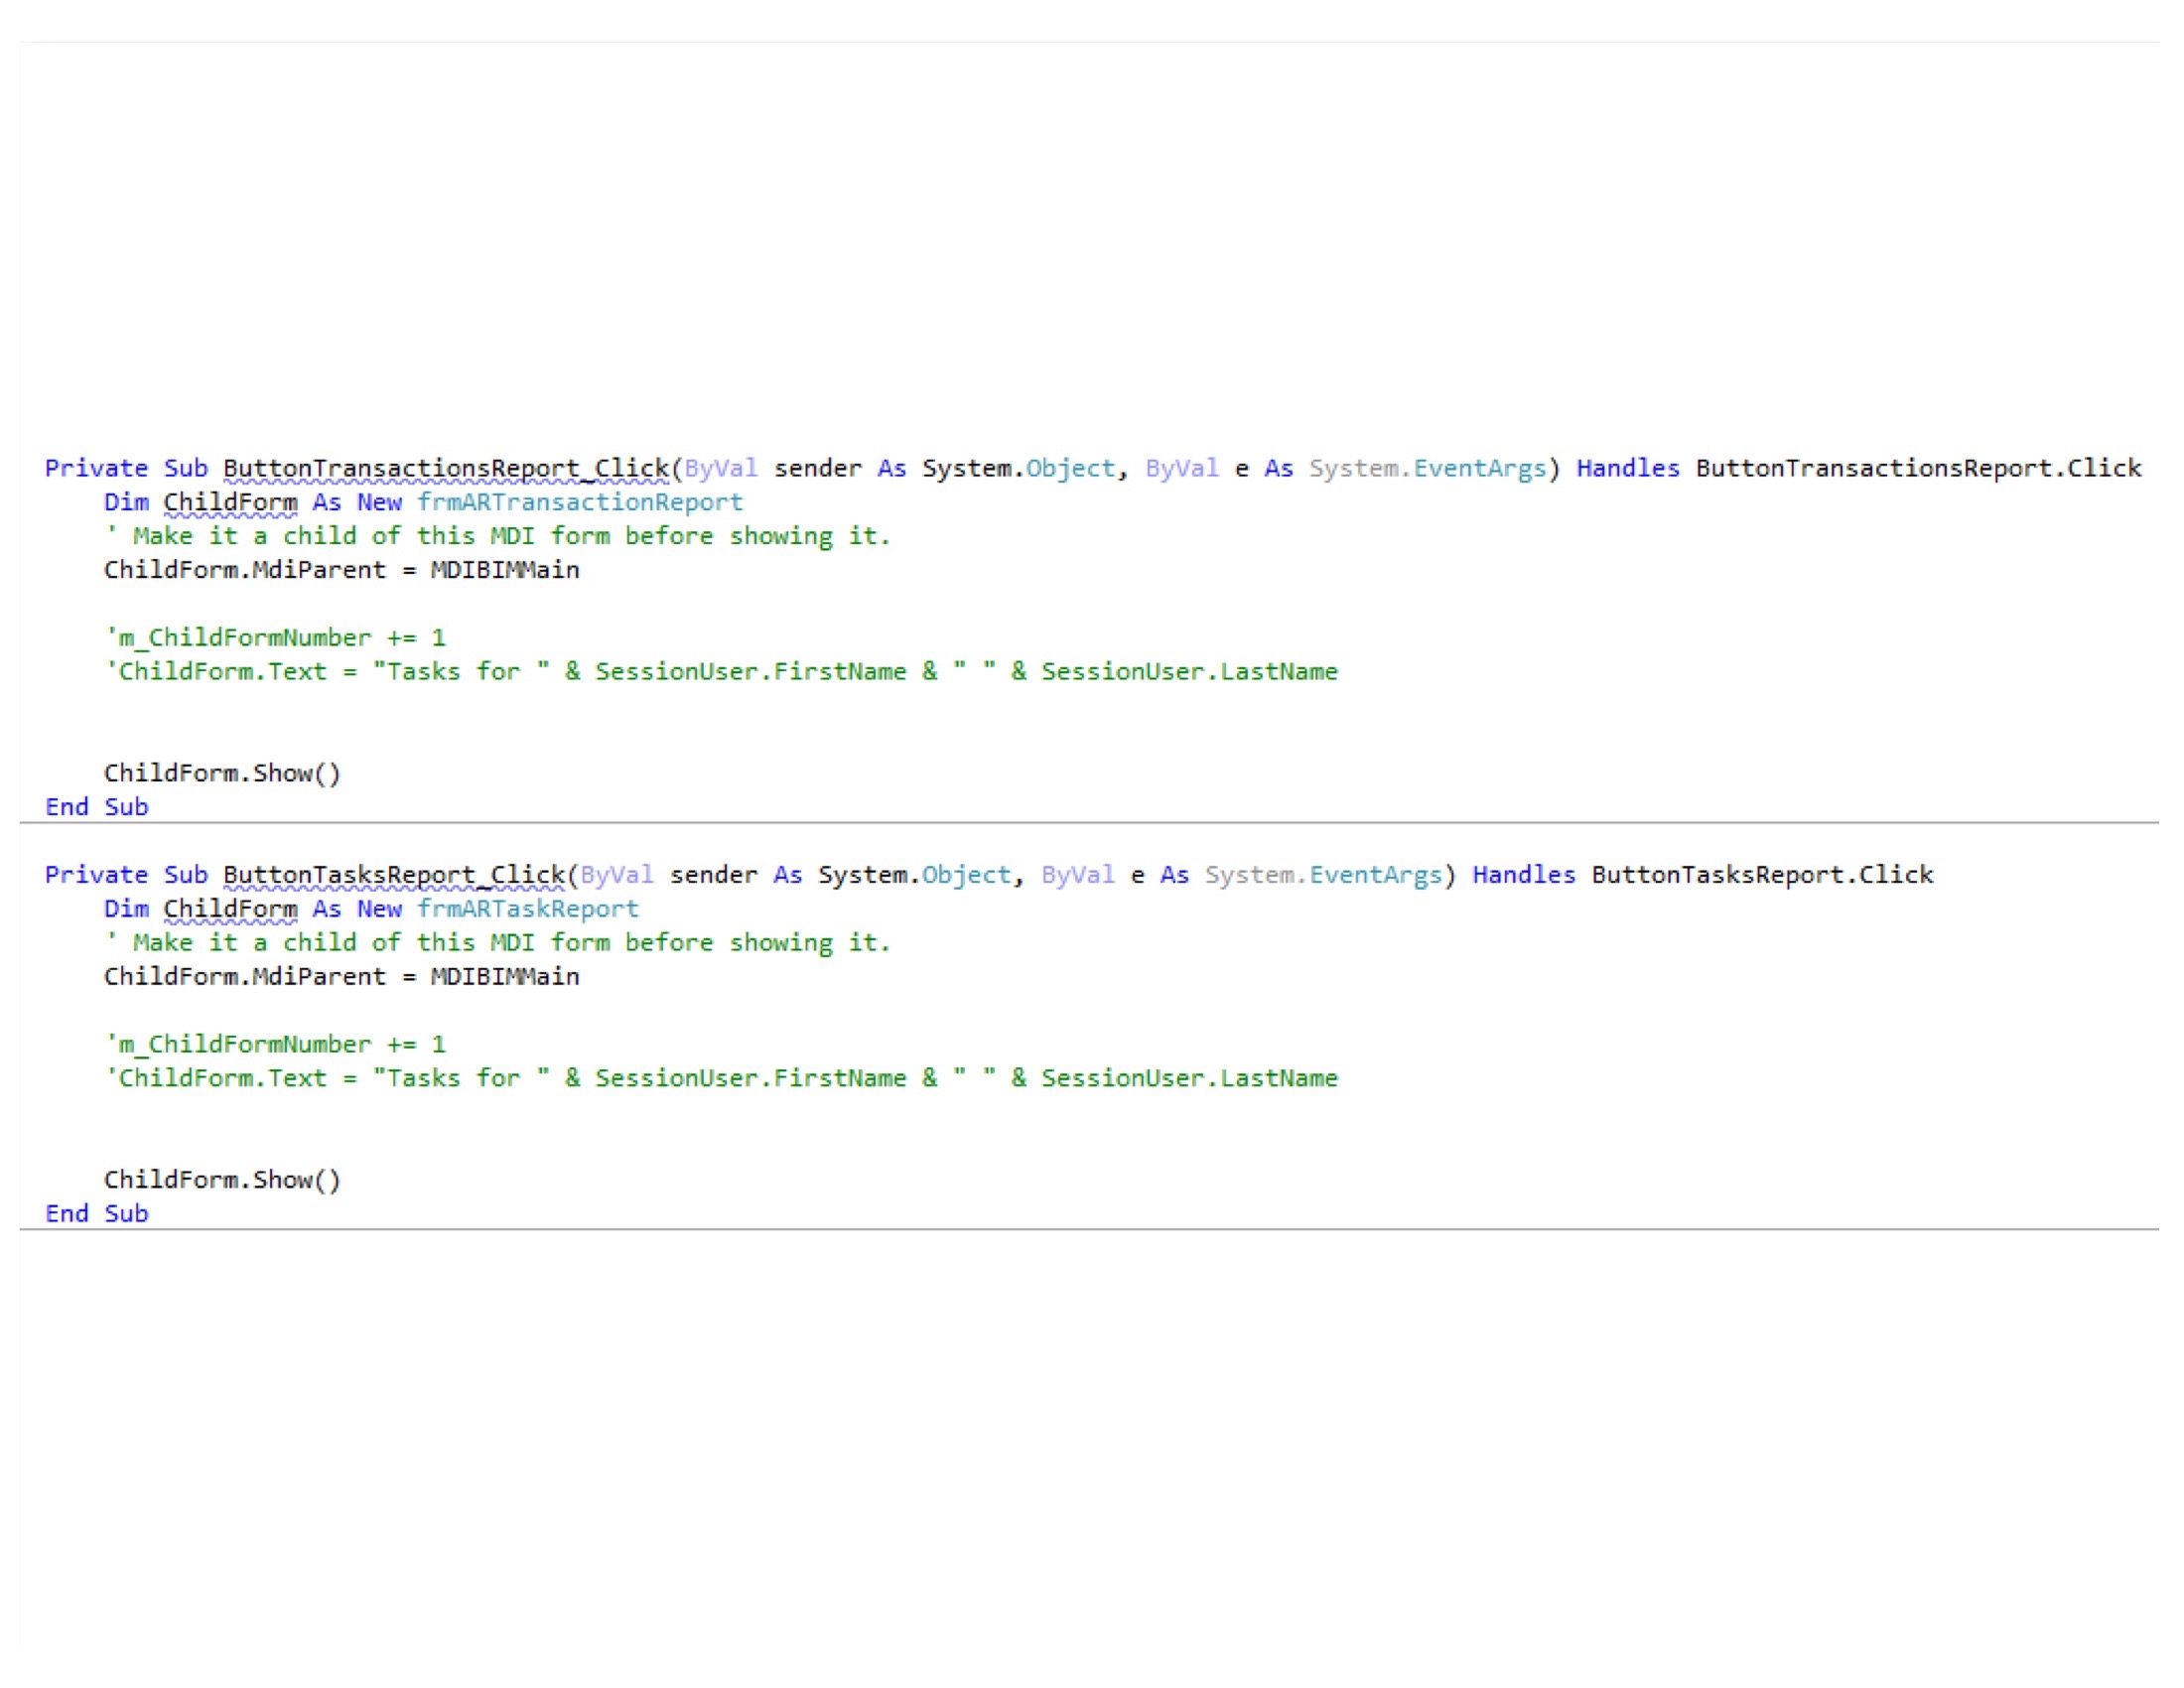 Private Sub ButtonTransactionsReport_Click(ByVal sender As System.Object, ByVal e As System.EventArgs) Handles ButtonTransactionsReport.Click
Dim ChildForm As New frmARTransactionReport
' Make it a child of this MDI form before showing it.
ChildForm.MdiParent = MDIBIMMain
'm_ChildFormNumber += 1
'ChildForm.Text = "Tasks for " & SessionUser.FirstName & " " & SessionUser.LastName
ChildForm.Show()
End Sub
Private Sub ButtonTasksReport_Click(ByVal sender As System.Object, ByVal e As System.EventArgs) Handles ButtonTasksReport.Click
Dim ChildForm As New frmARTaskReport
' Make it a child of this MDI form before showing it.
ChildForm.MdiParent = MDIBIMMain
'm_ChildFormNumber += 1
'ChildForm.Text = "Tasks for " & SessionUser.FirstName & " " & SessionUser.LastName
ChildForm.Show()
End Sub